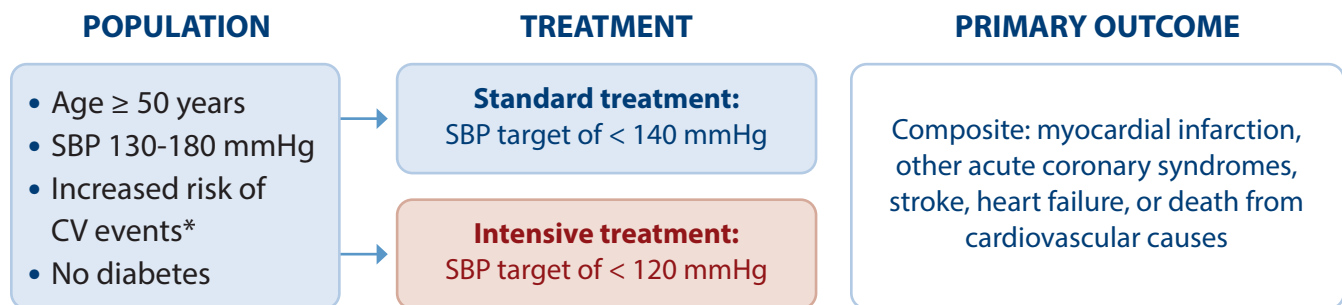 POPULATION
• Age ≥ 50 years
• SBP 130-180 mmHg
• Increased risk of
CV events*
• No diabetes
TREATMENT
Standard treatment:
SBP target of < 140 mmHg
Intensive treatment:
SBP target of < 120 mmHg
PRIMARY OUTCOME
Composite: myocardial infarction,
other acute coronary syndromes,
stroke, heart failure, or death from
cardiovascular causes